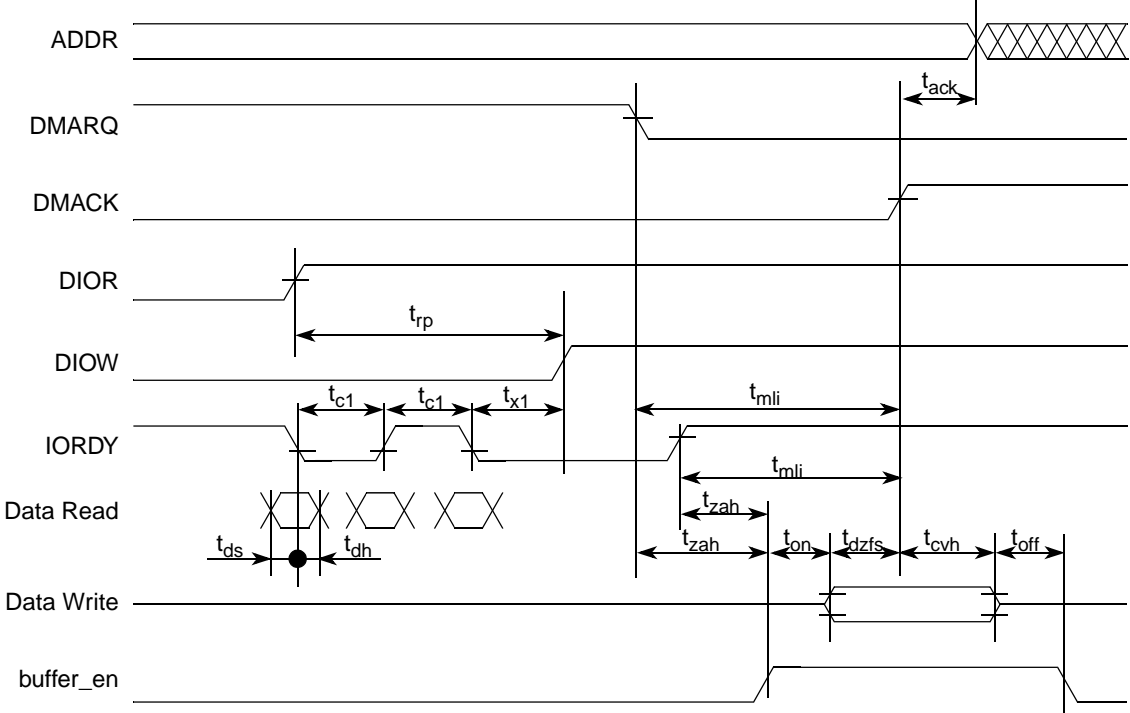 ADDR
t_ack
DMARQ
DMACK
DIOR
t_rp
DIOW
t_c1 t_c1 t_x1 t_mli
IORDY
t_mli
t_zah
Data Read
t_ds t_dh t_zah t_on t_dzfs t_cvh t_off
Data Write
buffer_en